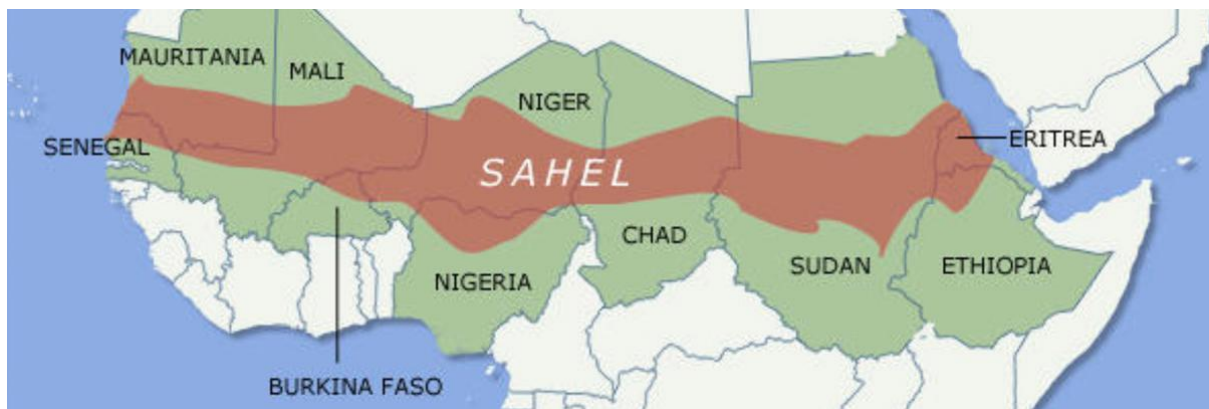 MAURITANIA
MALI
NIGER
SENEGAL
SAHEL
ERITREA
CHAD
NIGERIA
SUDAN
ETHIOPIA
BURKINA FASO